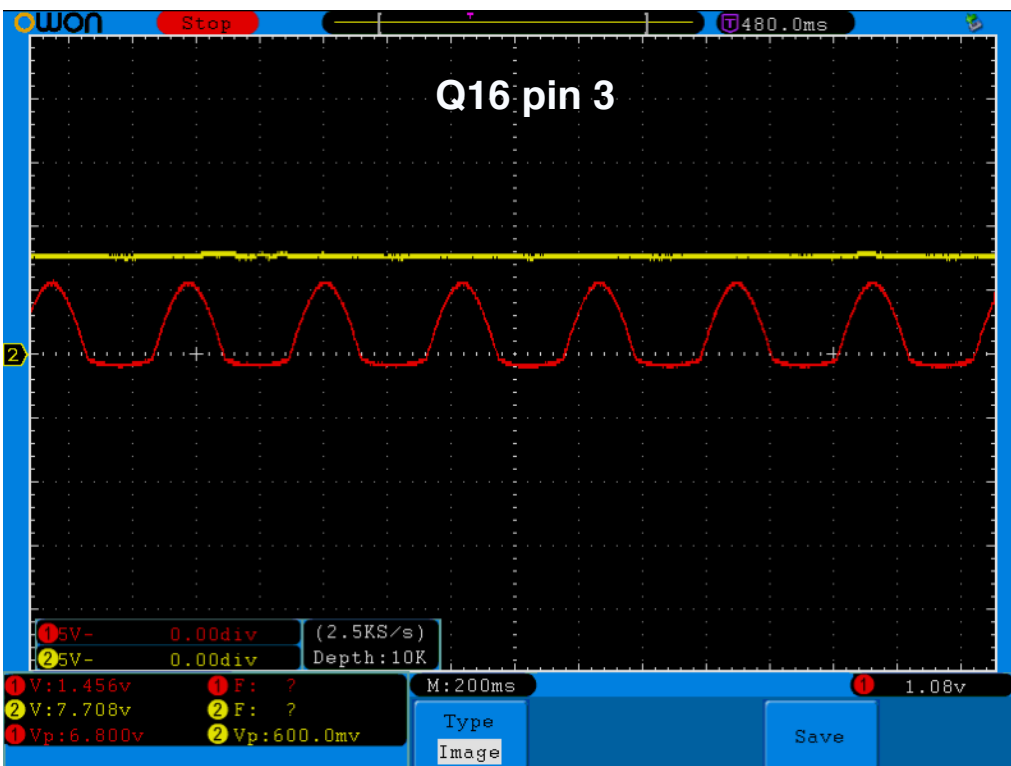 OWON Stop T 480.0ms
Q16 pin 3
2
1 5V- 0.00div (2.5KS/s)
2 5V- 0.00div Depth:10K
1 V:1.456v 1 F: ? M:200ms 1 1.08v
2 V:7.708v 2 F: ?
1 Vp:6.800v 2 Vp:600.0mv
Type
Image
Save